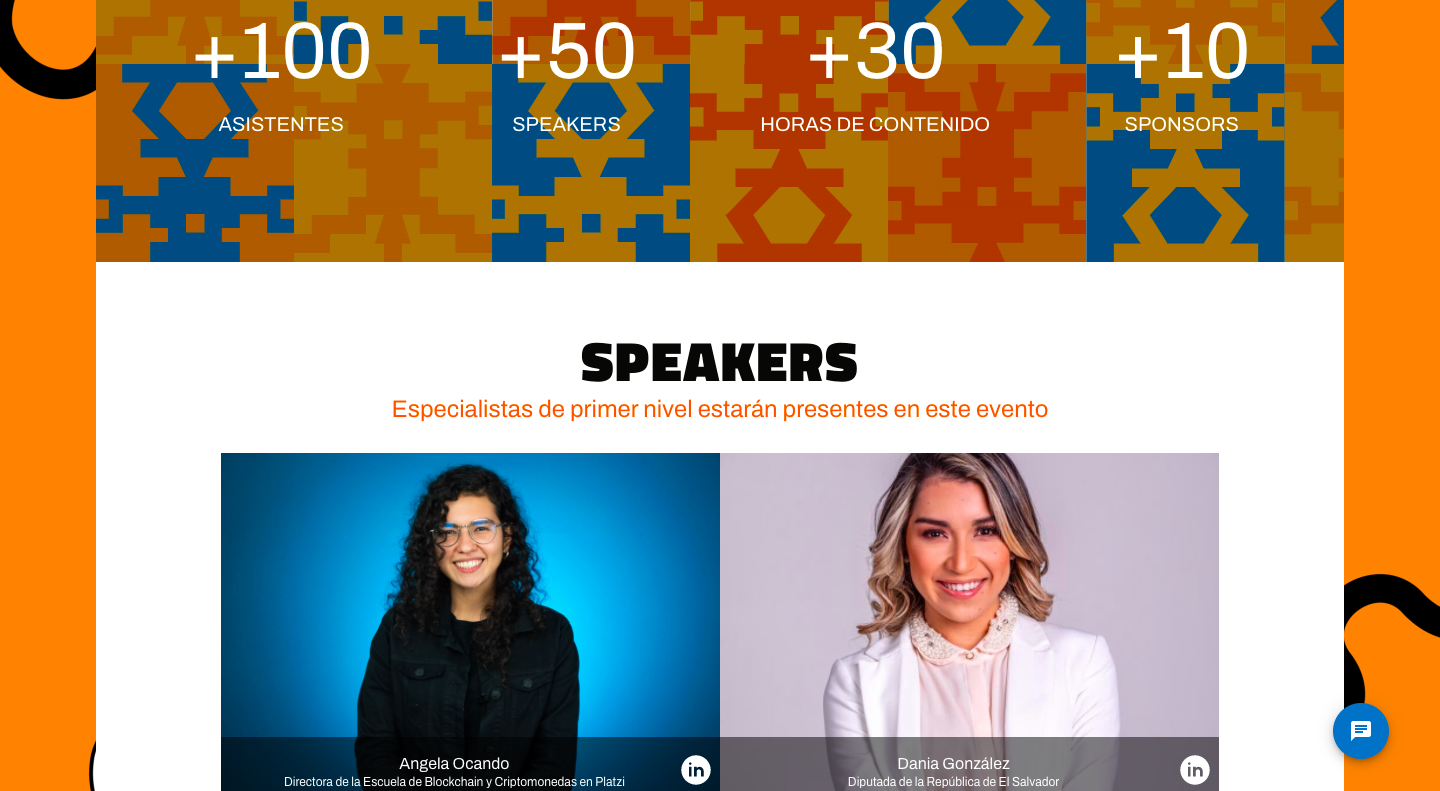 +100
ASISTENTES
+50
SPEAKERS
+30
HORAS DE CONTENIDO
+10
SPONSORS
SPEAKERS
Especialistas de primer nivel estarán presentes en este evento
Angela Ocando
Directora de la Escuela de Blockchain y Criptomonedas en Platzi
in
Dania González
Diputada de la República de El Salvador
in